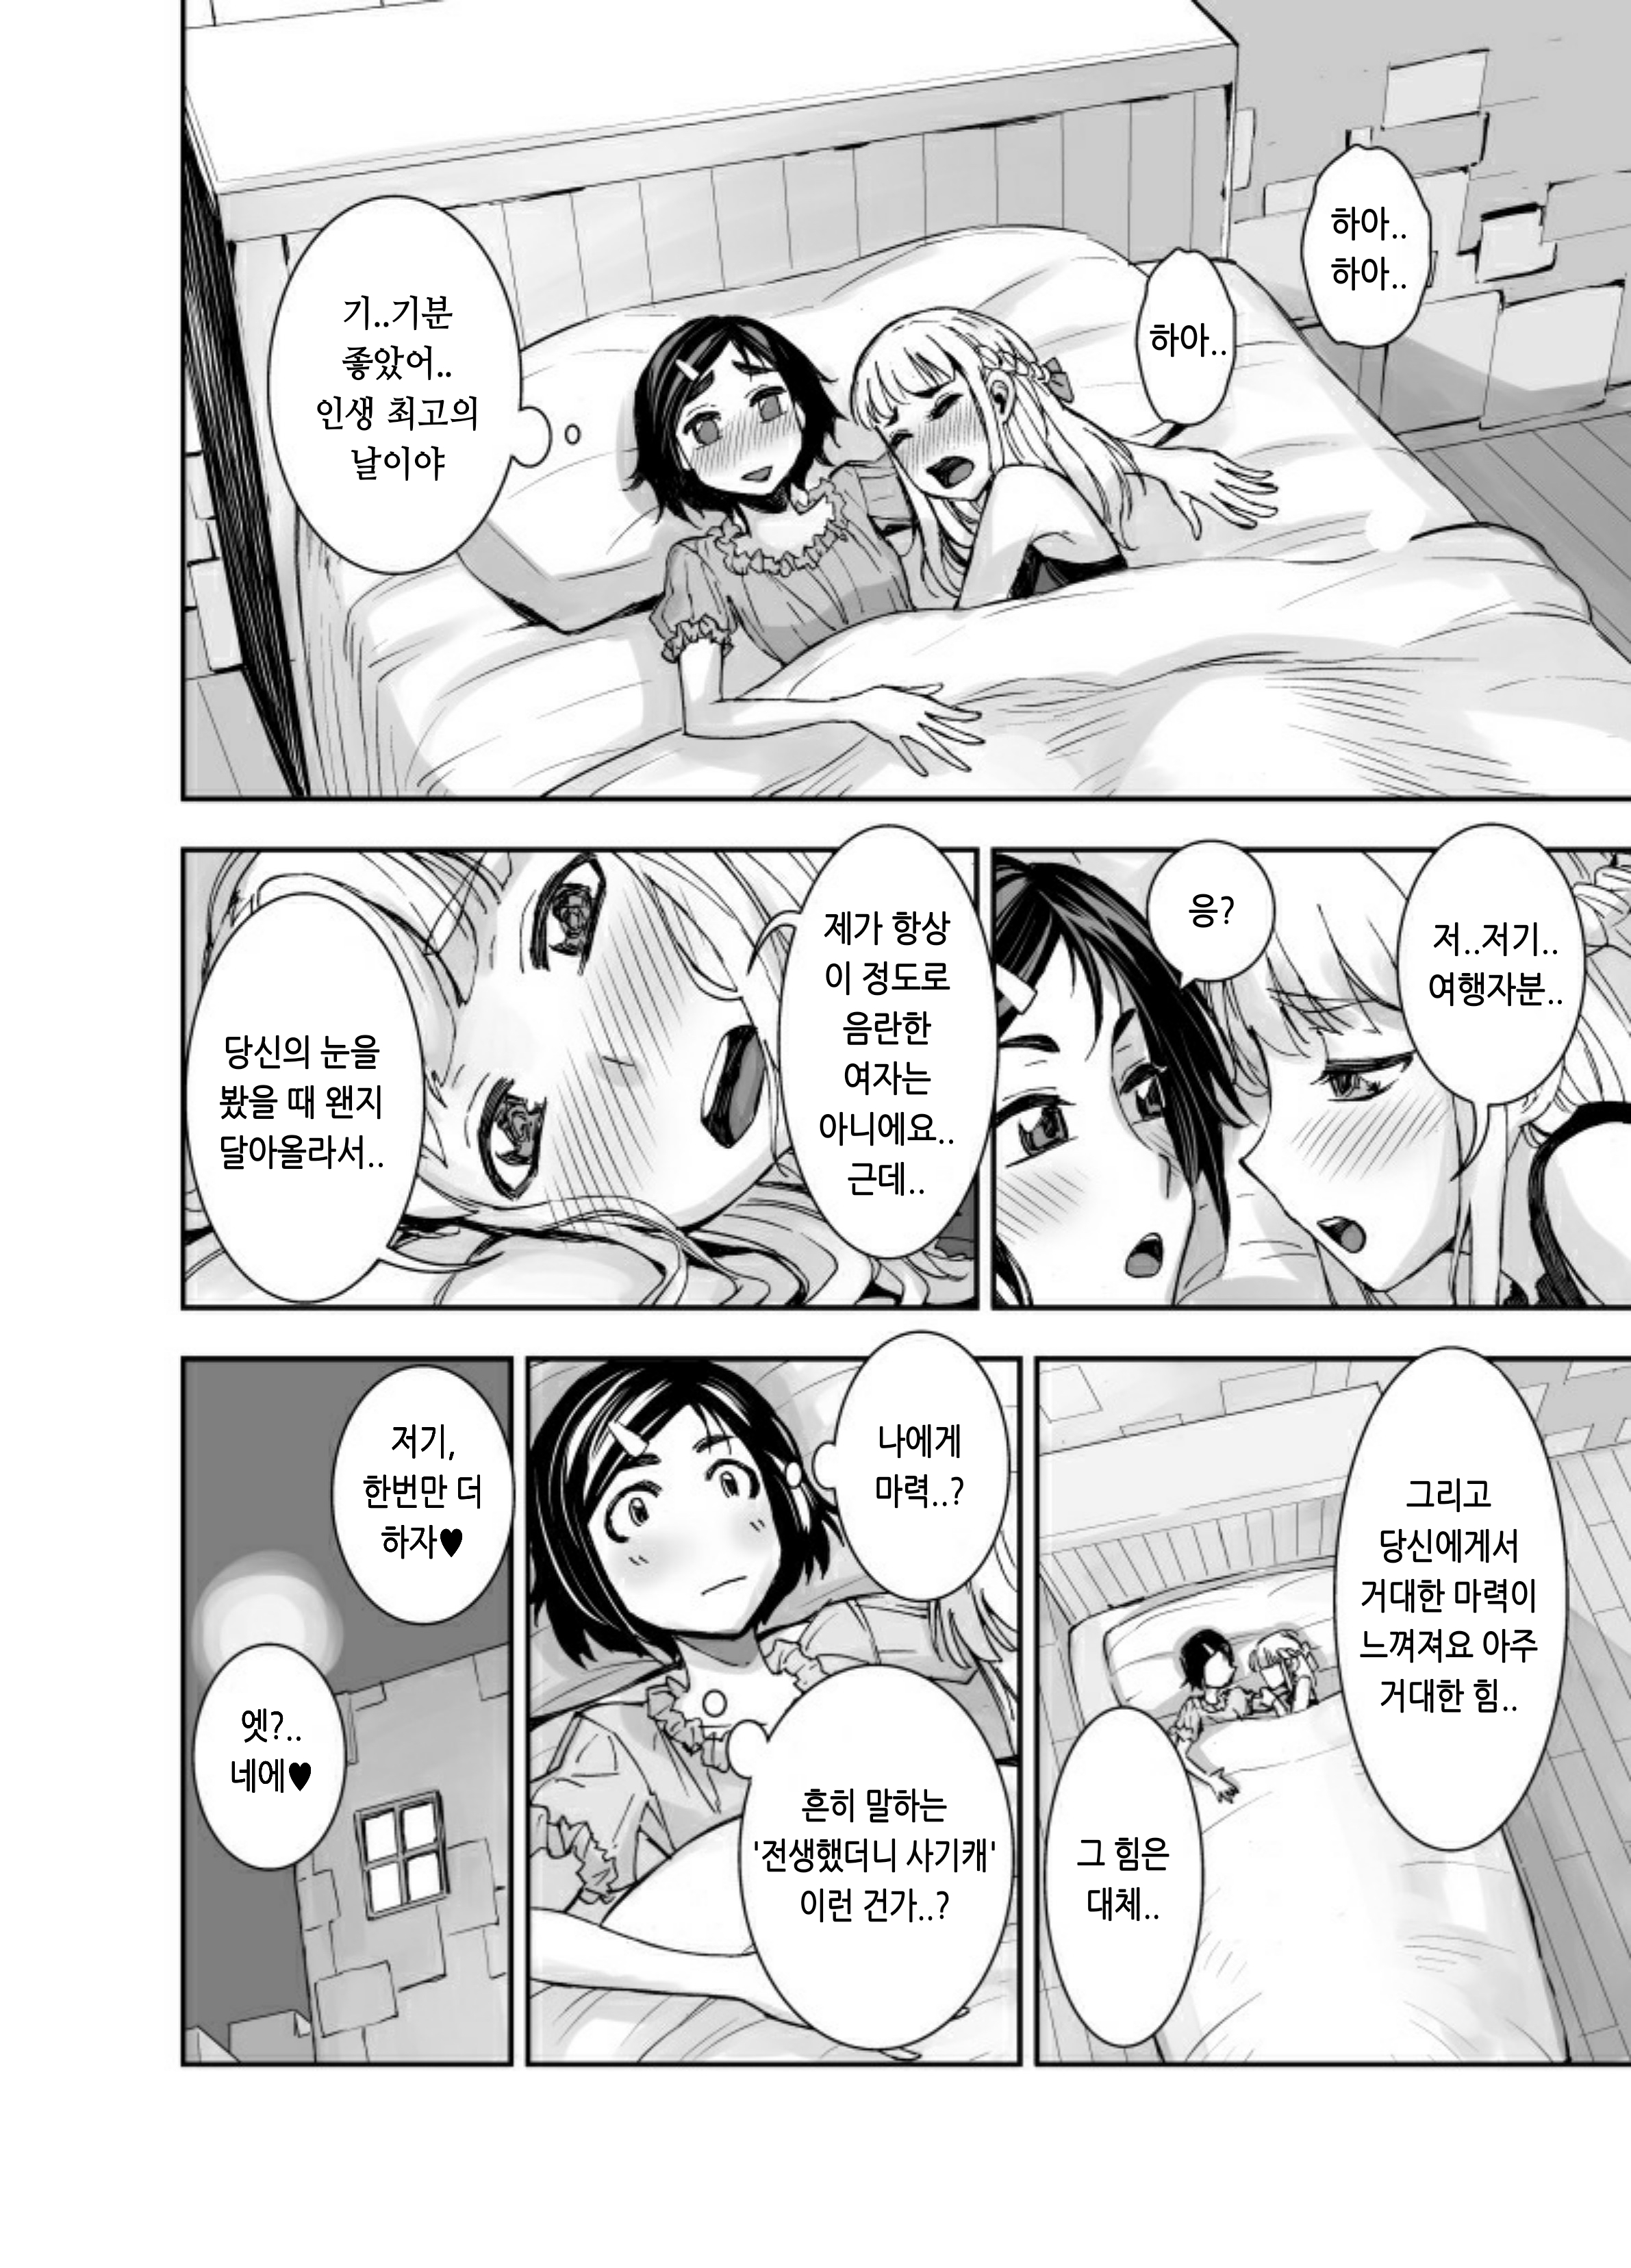 하아..
하아..
하아..
기..기분
좋았어..
인생 최고의
날이야
저..저기..
여행자분..
응?
제가 항상
이 정도로
음란한
여자는
아니에요..
근데..
당신의 눈을
봤을 때 왠지
달아올라서..
그리고
당신에게서
거대한 마력이
느껴져요 아주
거대한 힘..
그 힘은
대체..
나에게
마력..?
흔히 말하는
'전생했더니 사기캐'
이런 건가..?
저기,
한번만 더
하자♥
엣?..
네에♥